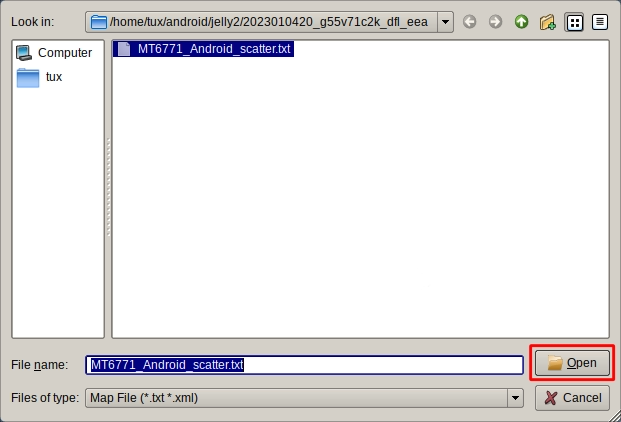 Look in: /home/tux/android/jelly2/2023010420_g55v71c2k_dfl_eea
Computer
tux
MT6771_Android_scatter.txt
File name: MT6771_Android_scatter.txt Open
Files of type: Map File (*.txt *.xml) Cancel